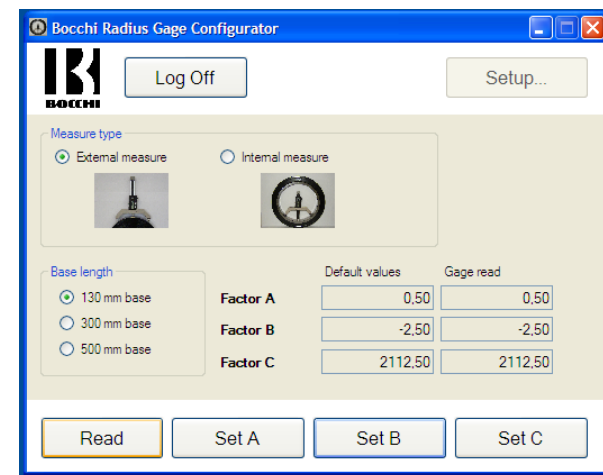 Bocchi Radius Gage Configurator
BOCCHI
Log Off
Setup...
Measure type
External measure
Internal measure
Base length
130 mm base
300 mm base
500 mm base
Default values
Gage read
Factor A
0,50
0,50
Factor B
-2,50
-2,50
Factor C
2112,50
2112,50
Read
Set A
Set B
Set C